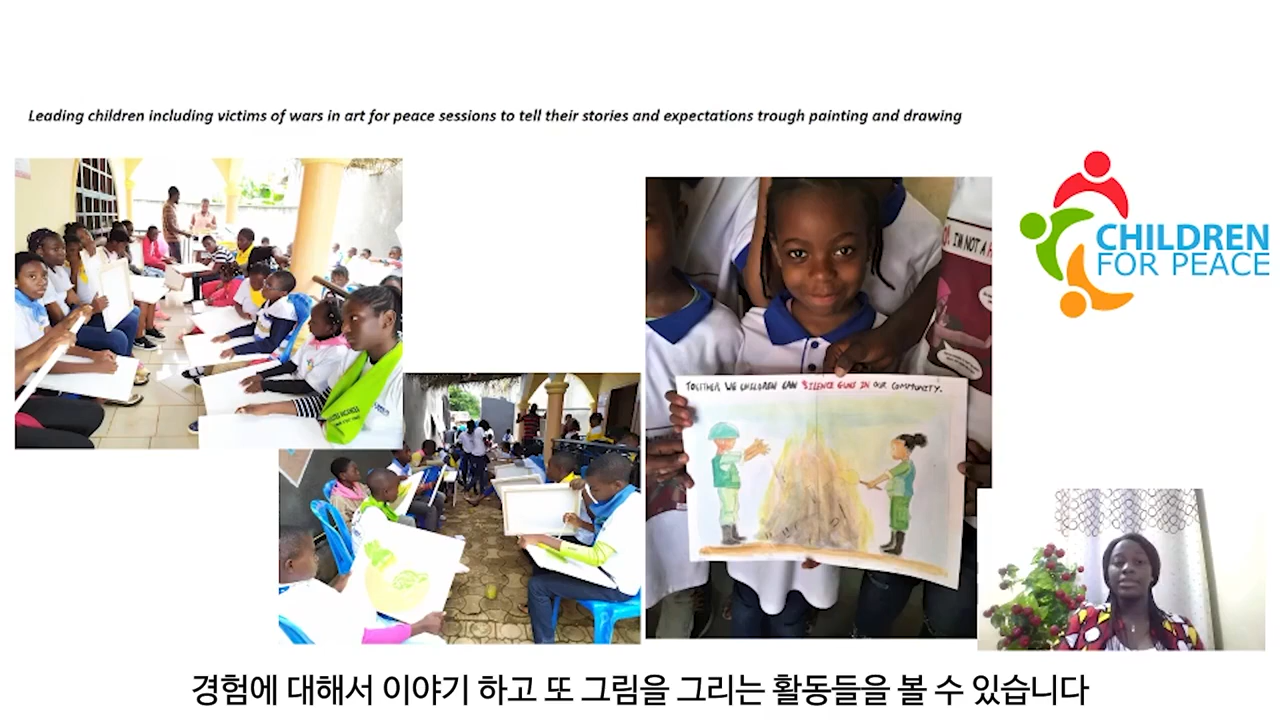 Leading children including victims of wars in art for peace sessions to tell their stories and expectations trough painting and drawing
CHILDREN
FOR PEACE
I'M NOT A
TOGETHER WE CHILDREN CAN SILENCE GUNS IN OUR COMMUNITY.
경험에 대해서 이야기 하고 또 그림을 그리는 활동들을 볼 수 있습니다